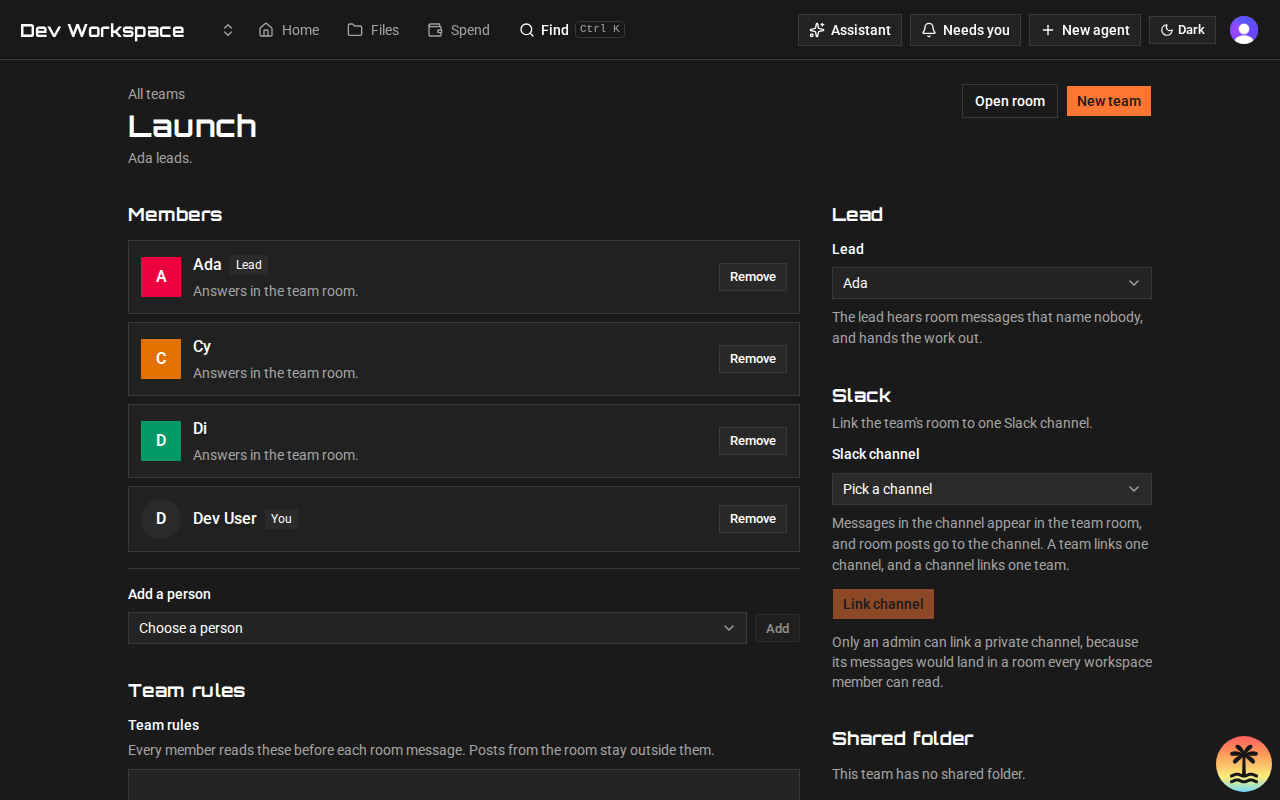 Dev Workspace
Home
Files
Spend
Find Ctrl K
Assistant
Needs you
New agent
Dark
All teams
Launch
Ada leads.
Open room
New team
Members
A
Ada Lead
Answers in the team room.
Remove
C
Cy
Answers in the team room.
Remove
D
Di
Answers in the team room.
Remove
D
Dev User You
Remove
Add a person
Choose a person
Add
Team rules
Team rules
Every member reads these before each room message. Posts from the room stay outside them.
Lead
Lead
Ada
The lead hears room messages that name nobody,
and hands the work out.
Slack
Link the team's room to one Slack channel.
Slack channel
Pick a channel
Messages in the channel appear in the team room,
and room posts go to the channel. A team links one
channel, and a channel links one team.
Link channel
Only an admin can link a private channel, because
its messages would land in a room every workspace
member can read.
Shared folder
This team has no shared folder.